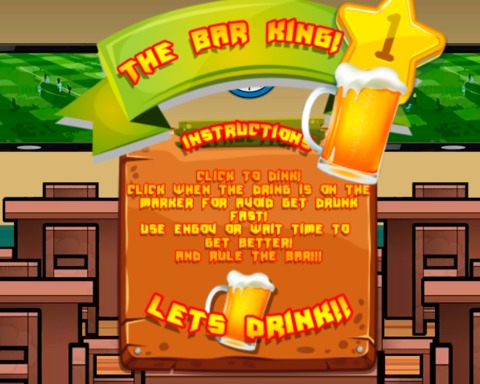 THE BAR KING!
1
INSTRUCTIONS
CLICK TO DINK!
CLICK WHEN THE DRING IS ON THE
MARKER FOR AVOID GET DRUNK
FAST!
USE ENGOV OR WAIT TIME TO
GET BETTER!
AND RULE THE BAR!!!
LETS DRINK!!